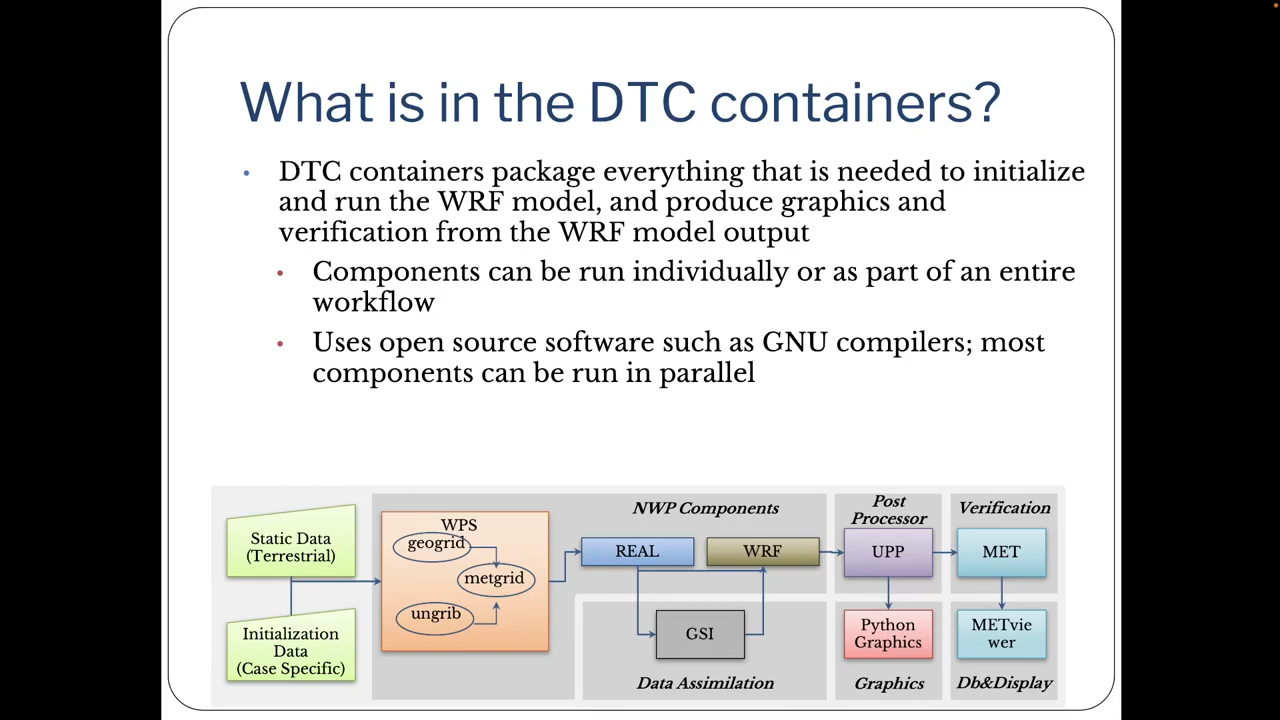 What is in the DTC containers?
• DTC containers package everything that is needed to initialize
and run the WRF model, and produce graphics and
verification from the WRF model output
• Components can be run individually or as part of an entire
workflow
• Uses open source software such as GNU compilers; most
components can be run in parallel
Static Data
(Terrestrial)
Initialization
Data
(Case Specific)
WPS
geogrid
metgrid
ungrib
NWP Components
REAL
WRF
GSI
Data Assimilation
Post
Processor
UPP
Python
Graphics
Graphics
Verification
MET
METvie
wer
Db&Display